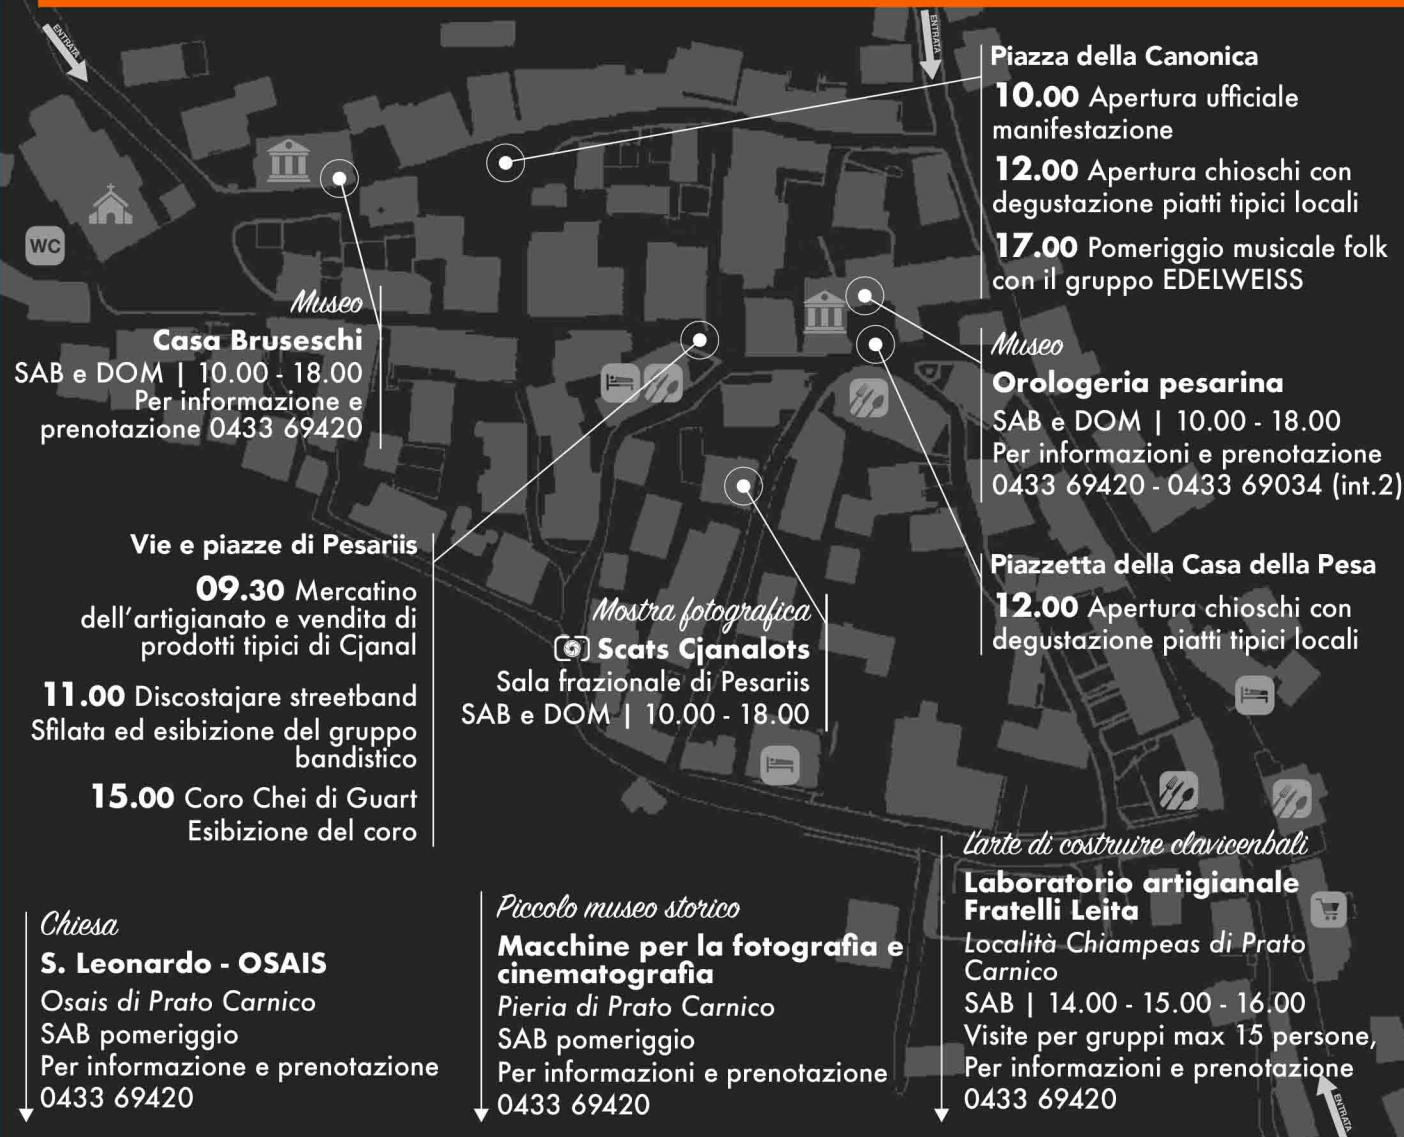 ENTRATA
ENTRATA
Piazza della Canonica
10.00 Apertura ufficiale
manifestazione
12.00 Apertura chioschi con
degustazione piatti tipici locali
17.00 Pomeriggio musicale folk
con il gruppo EDELWEISS
WC
Museo
Casa Bruseschi
SAB e DOM | 10.00 - 18.00
Per informazione e
prenotazione 0433 69420
Museo
Orologeria pesarina
SAB e DOM | 10.00 - 18.00
Per informazioni e prenotazione
0433 69420 - 0433 69034 (int.2)
Vie e piazze di Pesariis
09.30 Mercatino
dell'artigianato e vendita di
prodotti tipici di Cjanal
11.00 Discostajare streetband
Sfilata ed esibizione del gruppo
bandistico
15.00 Coro Chei di Guart
Esibizione del coro
Mostra fotografica
Scats Cjanalots
Sala frazionale di Pesariis
SAB e DOM | 10.00 - 18.00
Piazzetta della Casa della Pesa
12.00 Apertura chioschi con
degustazione piatti tipici locali
Chiesa
S. Leonardo - OSAIS
Osais di Prato Carnico
SAB pomeriggio
Per informazione e prenotazione
0433 69420
Piccolo museo storico
Macchine per la fotografia e
cinematografia
Pieria di Prato Carnico
SAB pomeriggio
Per informazioni e prenotazione
0433 69420
L'arte di costruire clavicenbali
Laboratorio artigianale
Fratelli Leita
Località Chiampeas di Prato
Carnico
SAB | 14.00 - 15.00 - 16.00
Visite per gruppi max 15 persone,
Per informazioni e prenotazione
0433 69420
ENTRATA